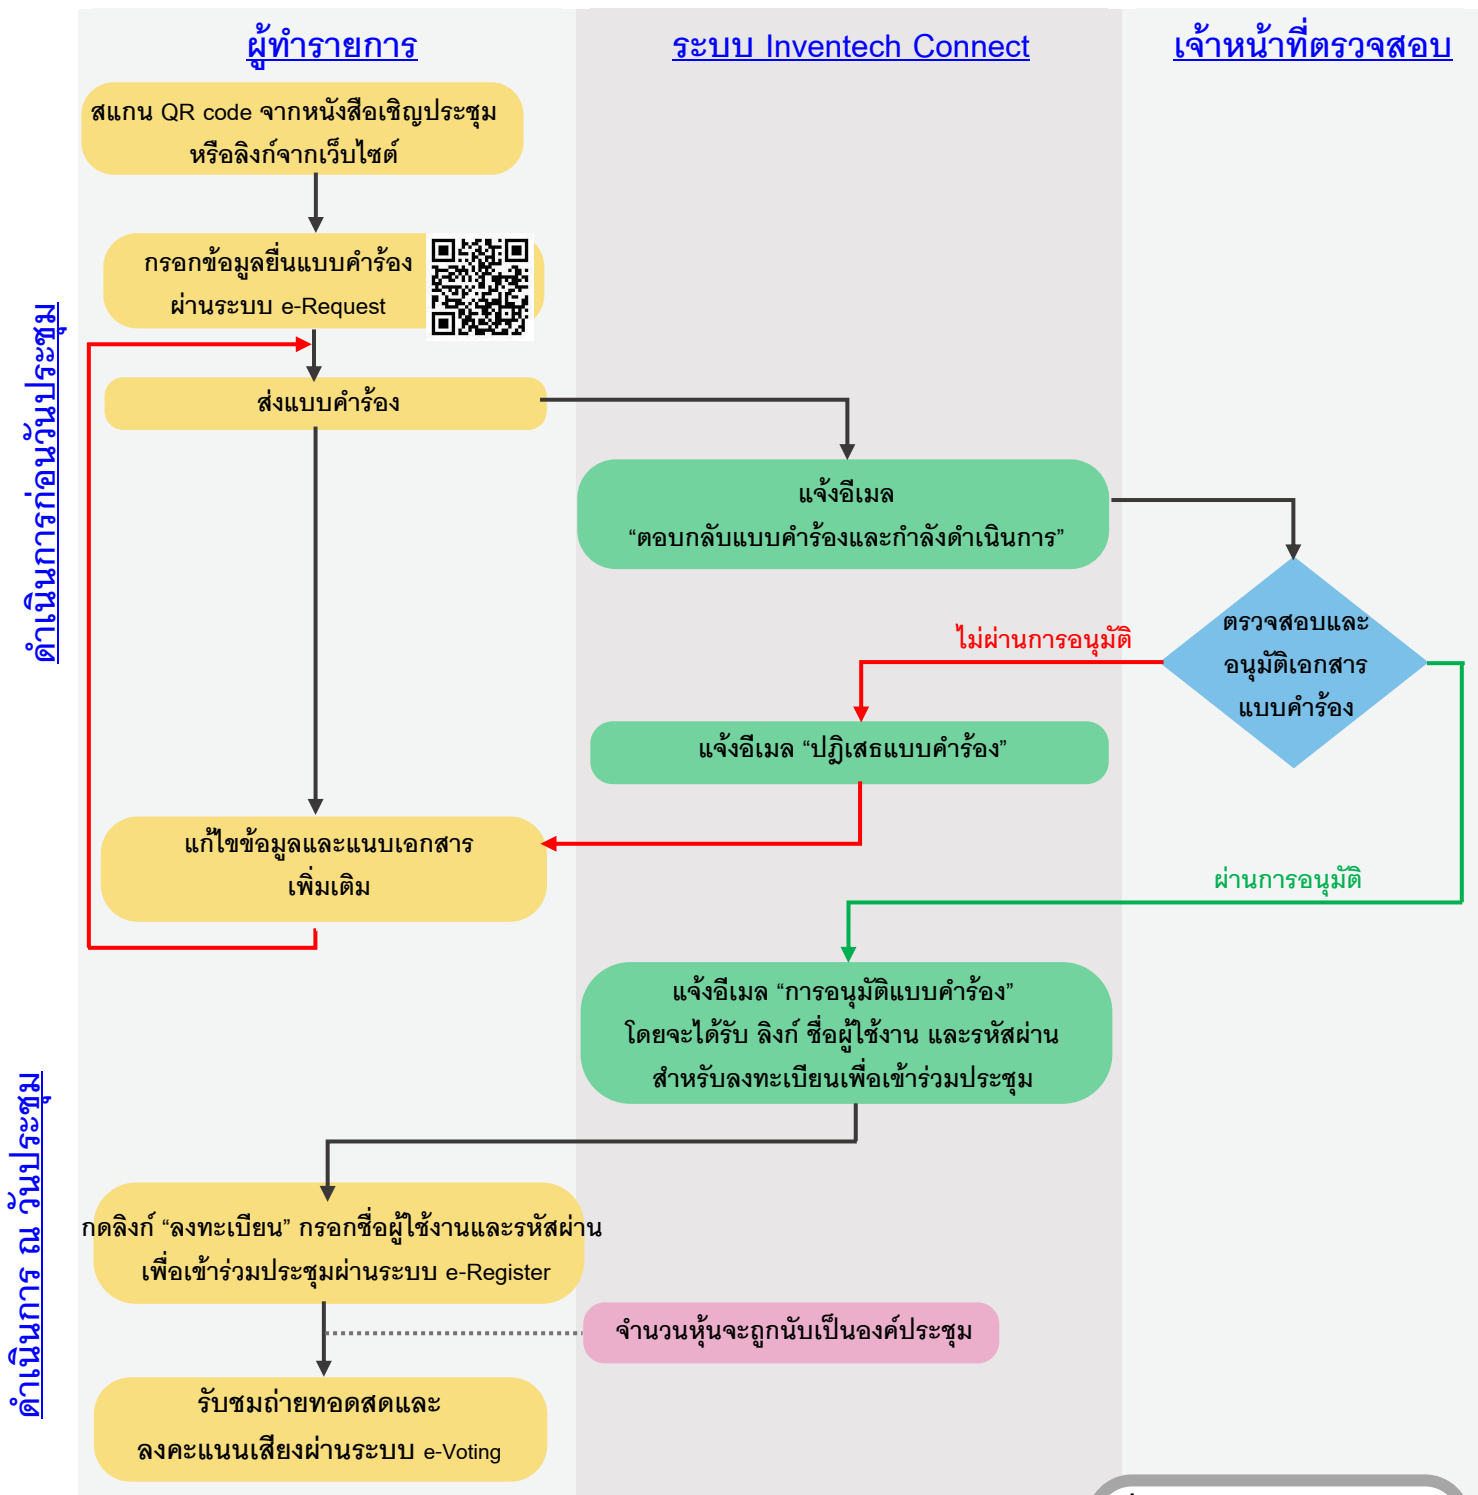 ผู้ทำรายการ
ระบบ Inventech Connect
เจ้าหน้าที่ตรวจสอบ
ดำเนินการก่อนวันประชุม
สแกน QR code จากหนังสือเชิญประชุม
หรือลิงก์จากเว็บไซต์
กรอกข้อมูลยื่นแบบคำร้อง
ผ่านระบบ e-Request
ส่งแบบคำร้อง
แจ้งอีเมล
“ตอบกลับแบบคำร้องและกำลังดำเนินการ”
ตรวจสอบและ
อนุมัติเอกสาร
แบบคำร้อง
ไม่ผ่านการอนุมัติ
แจ้งอีเมล “ปฎิเสธแบบคำร้อง”
แก้ไขข้อมูลและแนบเอกสาร
เพิ่มเติม
ผ่านการอนุมัติ
แจ้งอีเมล “การอนุมัติแบบคำร้อง”
โดยจะได้รับ ลิงก์ ชื่อผู้ใช้งาน และรหัสผ่าน
สำหรับลงทะเบียนเพื่อเข้าร่วมประชุม
ดำเนินการ ณ วันประชุม
กดลิงก์ “ลงทะเบียน” กรอกชื่อผู้ใช้งานและรหัสผ่าน
เพื่อเข้าร่วมประชุมผ่านระบบ e-Register
จำนวนหุ้นจะถูกนับเป็นองค์ประชุม
รับชมถ่ายทอดสดและ
ลงคะแนนเสียงผ่านระบบ e-Voting